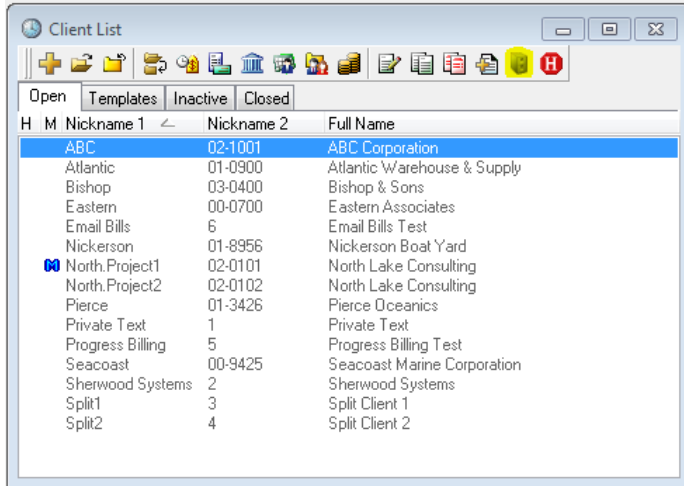 Client List
H
Open Templates Inactive Closed
H M Nickname 1 Nickname 2 Full Name
ABC 02-1001 ABC Corporation
Atlantic 01-0900 Atlantic Warehouse & Supply
Bishop 03-0400 Bishop & Sons
Eastern 00-0700 Eastern Associates
Email Bills 6 Email Bills Test
Nickerson 01-8956 Nickerson Boat Yard
M North.Project1 02-0101 North Lake Consulting
North.Project2 02-0102 North Lake Consulting
Pierce 01-3426 Pierce Oceanics
Private Text 1 Private Text
Progress Billing 5 Progress Billing Test
Seacoast 00-9425 Seacoast Marine Corporation
Sherwood Systems 2 Sherwood Systems
Split1 3 Split Client 1
Split2 4 Split Client 2